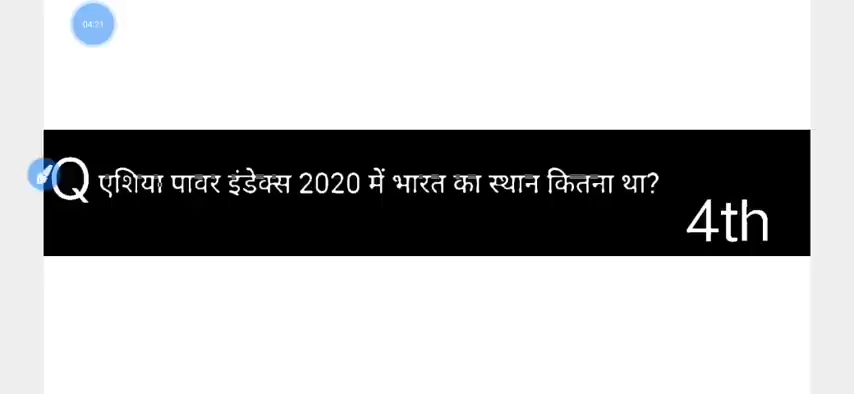 04:21
Q एशिया पावर इंडेक्स 2020 में भारत का स्थान कितना था?
4th